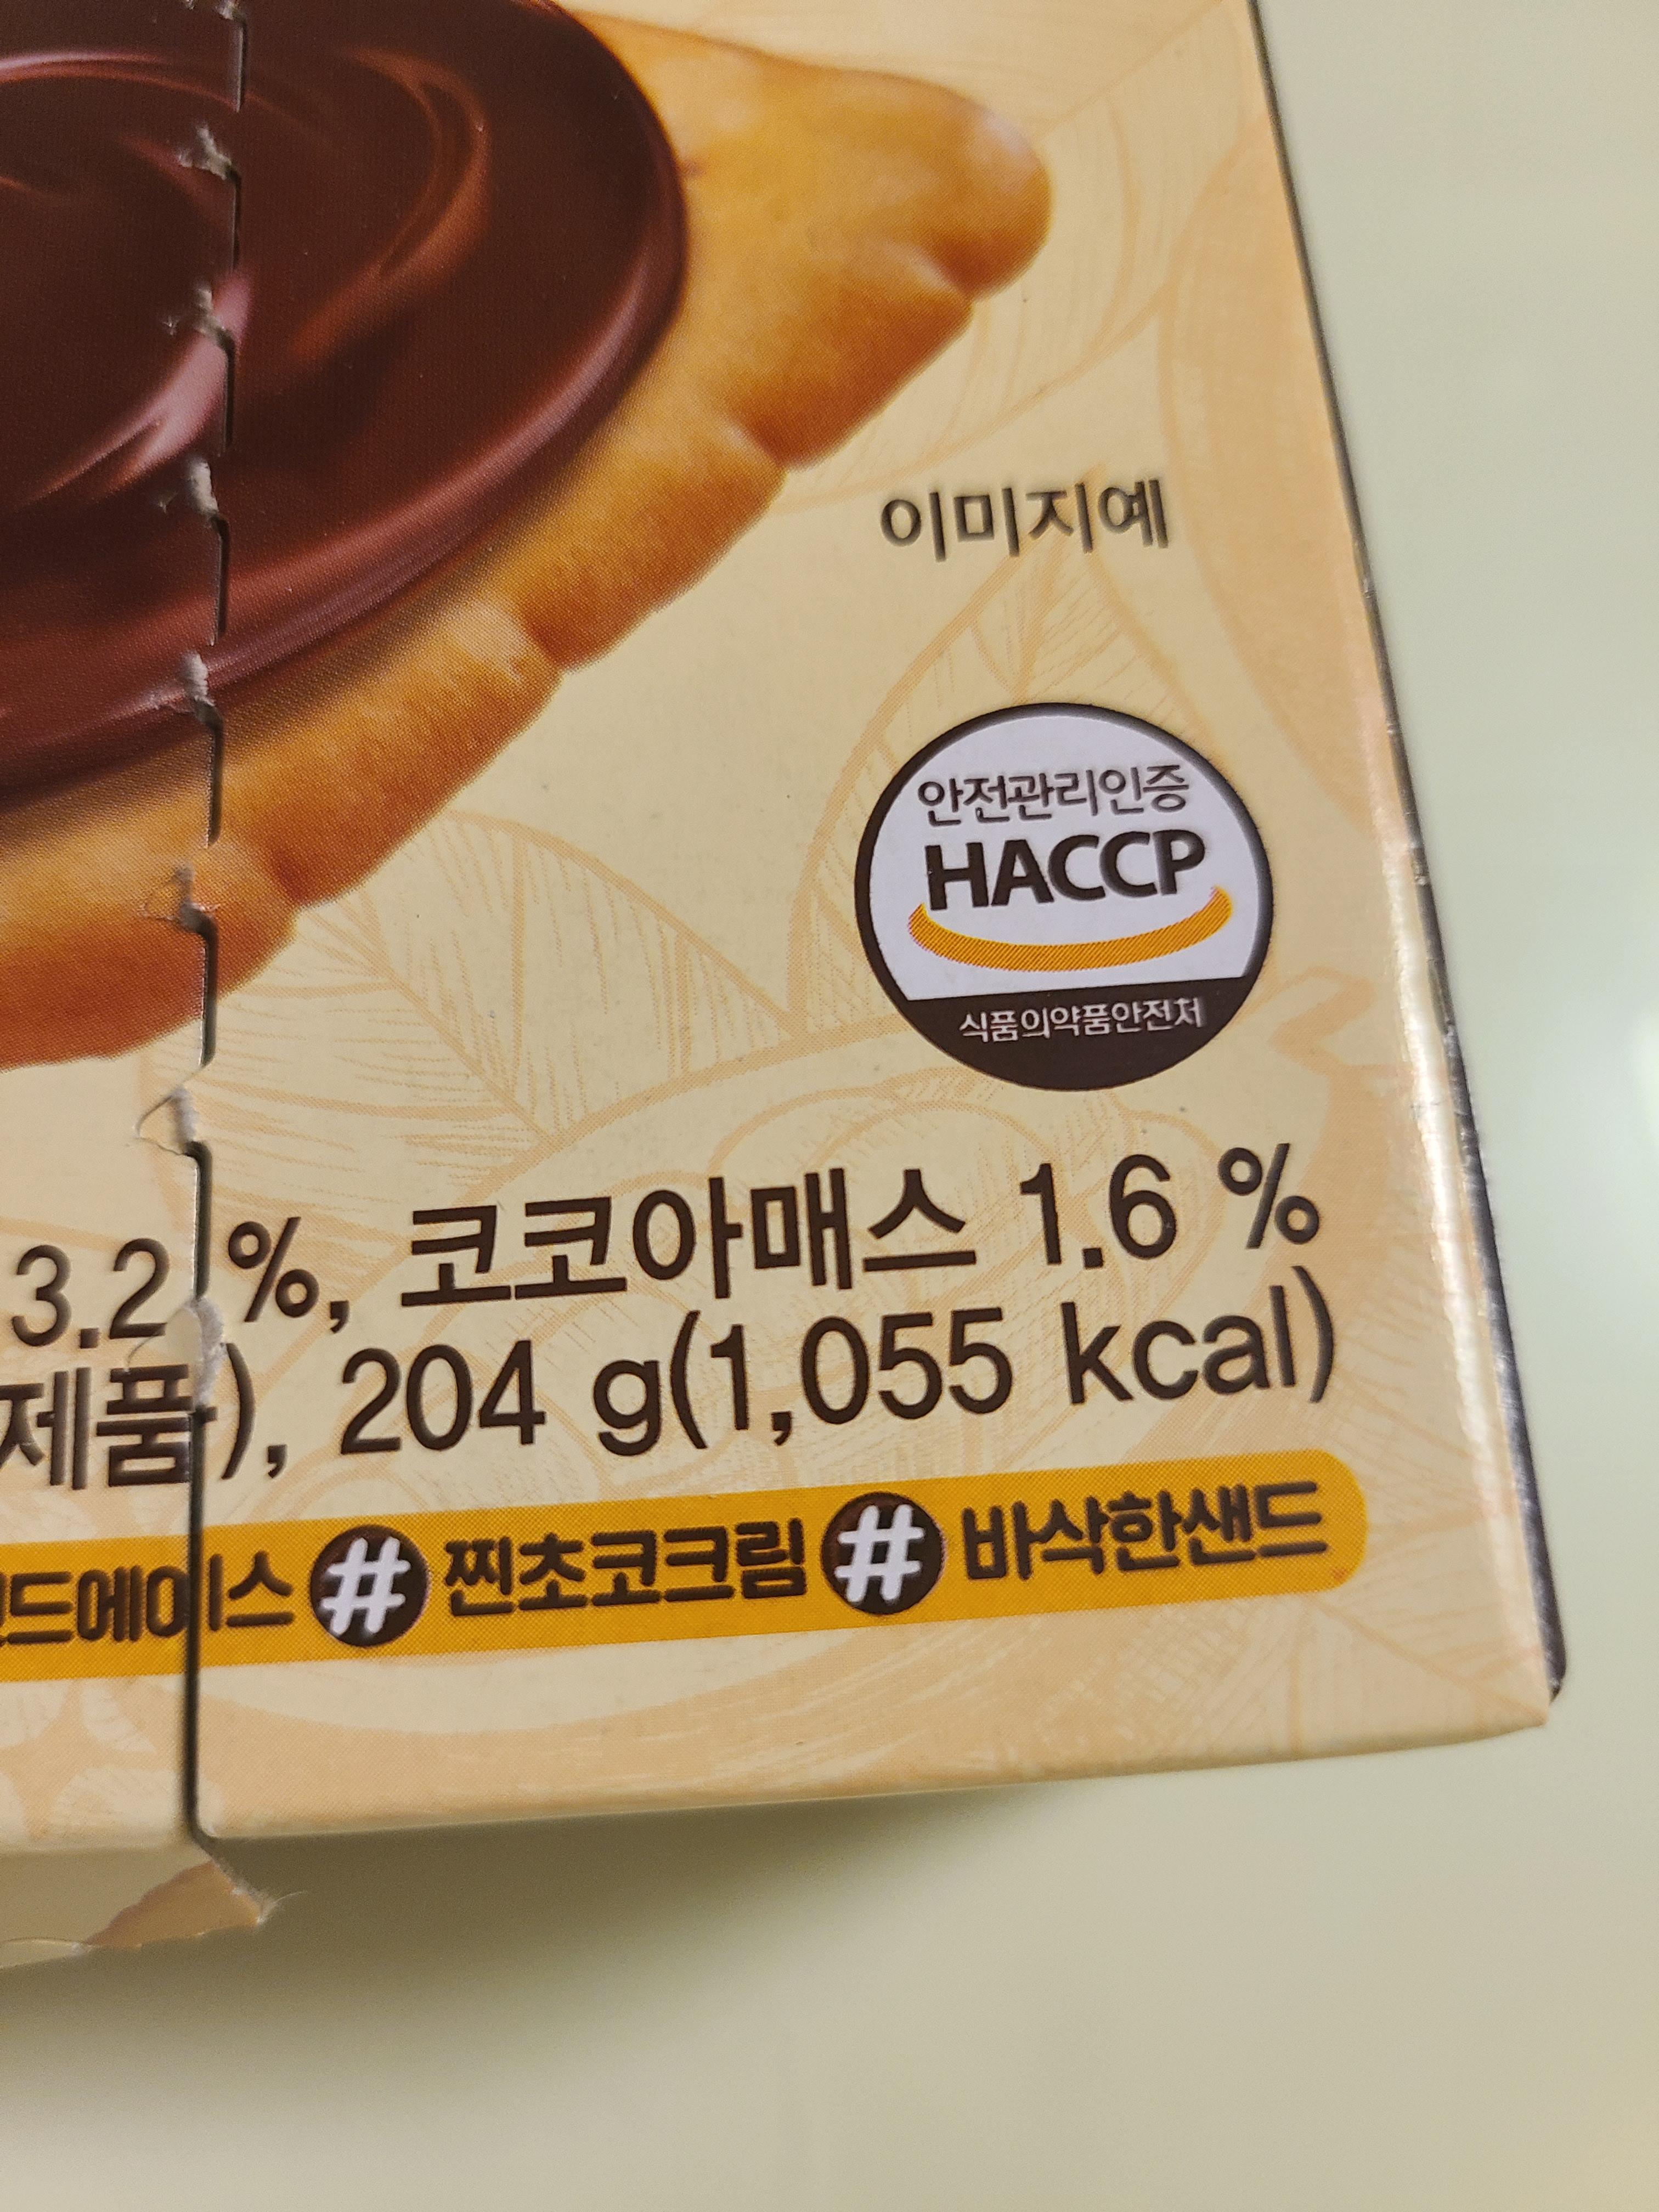 이미지예
안전관리인증
HACCP
식품의약품안전처
3.2 %, 코코아매스 1.6 %
제품), 204 g(1,055 kcal)
드에이스 # 찐초코크림 # 바삭한샌드